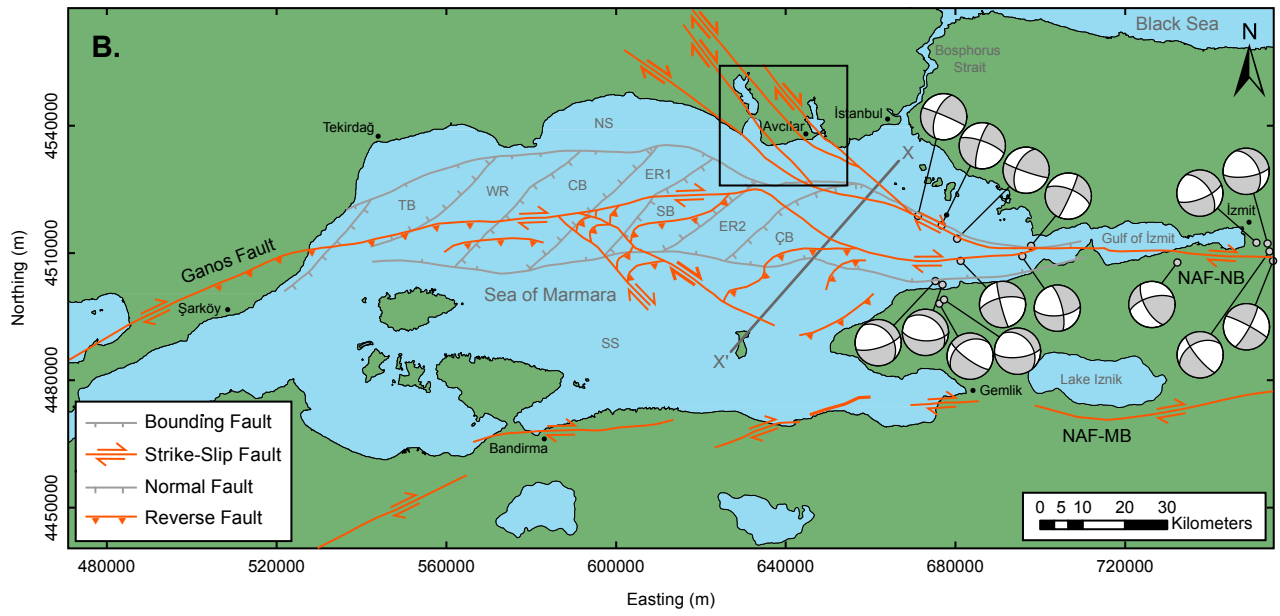 B.
Black Sea
N
Bosphorus
Strait
İstanbul
Avcılar
Tekirdağ
NS
ER1
WR
CB
TB
SB
ER2
ÇB
X
İzmit
Gulf of İzmit
NAF-NB
Ganos Fault
Şarköy
Sea of Marmara
SS
X'
Gemlik
Lake Iznik
NAF-MB
Bandirma
Bounding Fault
Strike-Slip Fault
Normal Fault
Reverse Fault
0 5 10 20 30
Kilometers
4540000
4510000
4480000
4450000
Northing (m)
480000 520000 560000 600000 640000 680000 720000
Easting (m)